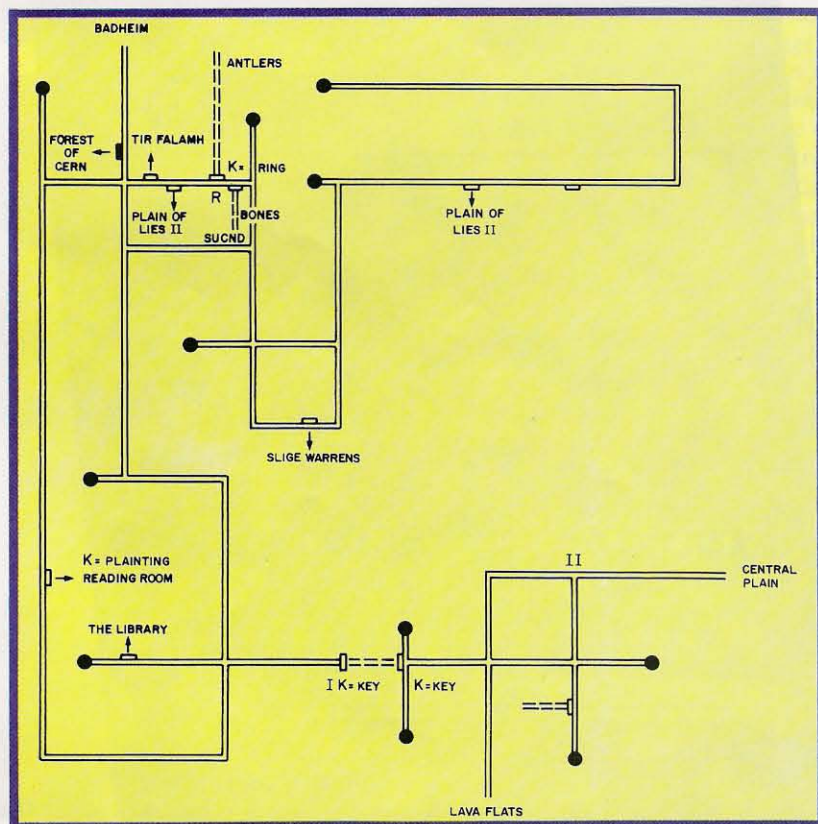 BADHEIM
ANTLERS
FOREST
OF
CERN
TIR FALAMH
K= RING
R
PLAIN OF
LIES II
BONES
SUCND
PLAIN OF
LIES II
SLIGE WARRENS
K= PLAINTING
READING ROOM
II
CENTRAL
PLAIN
THE LIBRARY
I K= KEY
K=KEY
LAVA FLATS